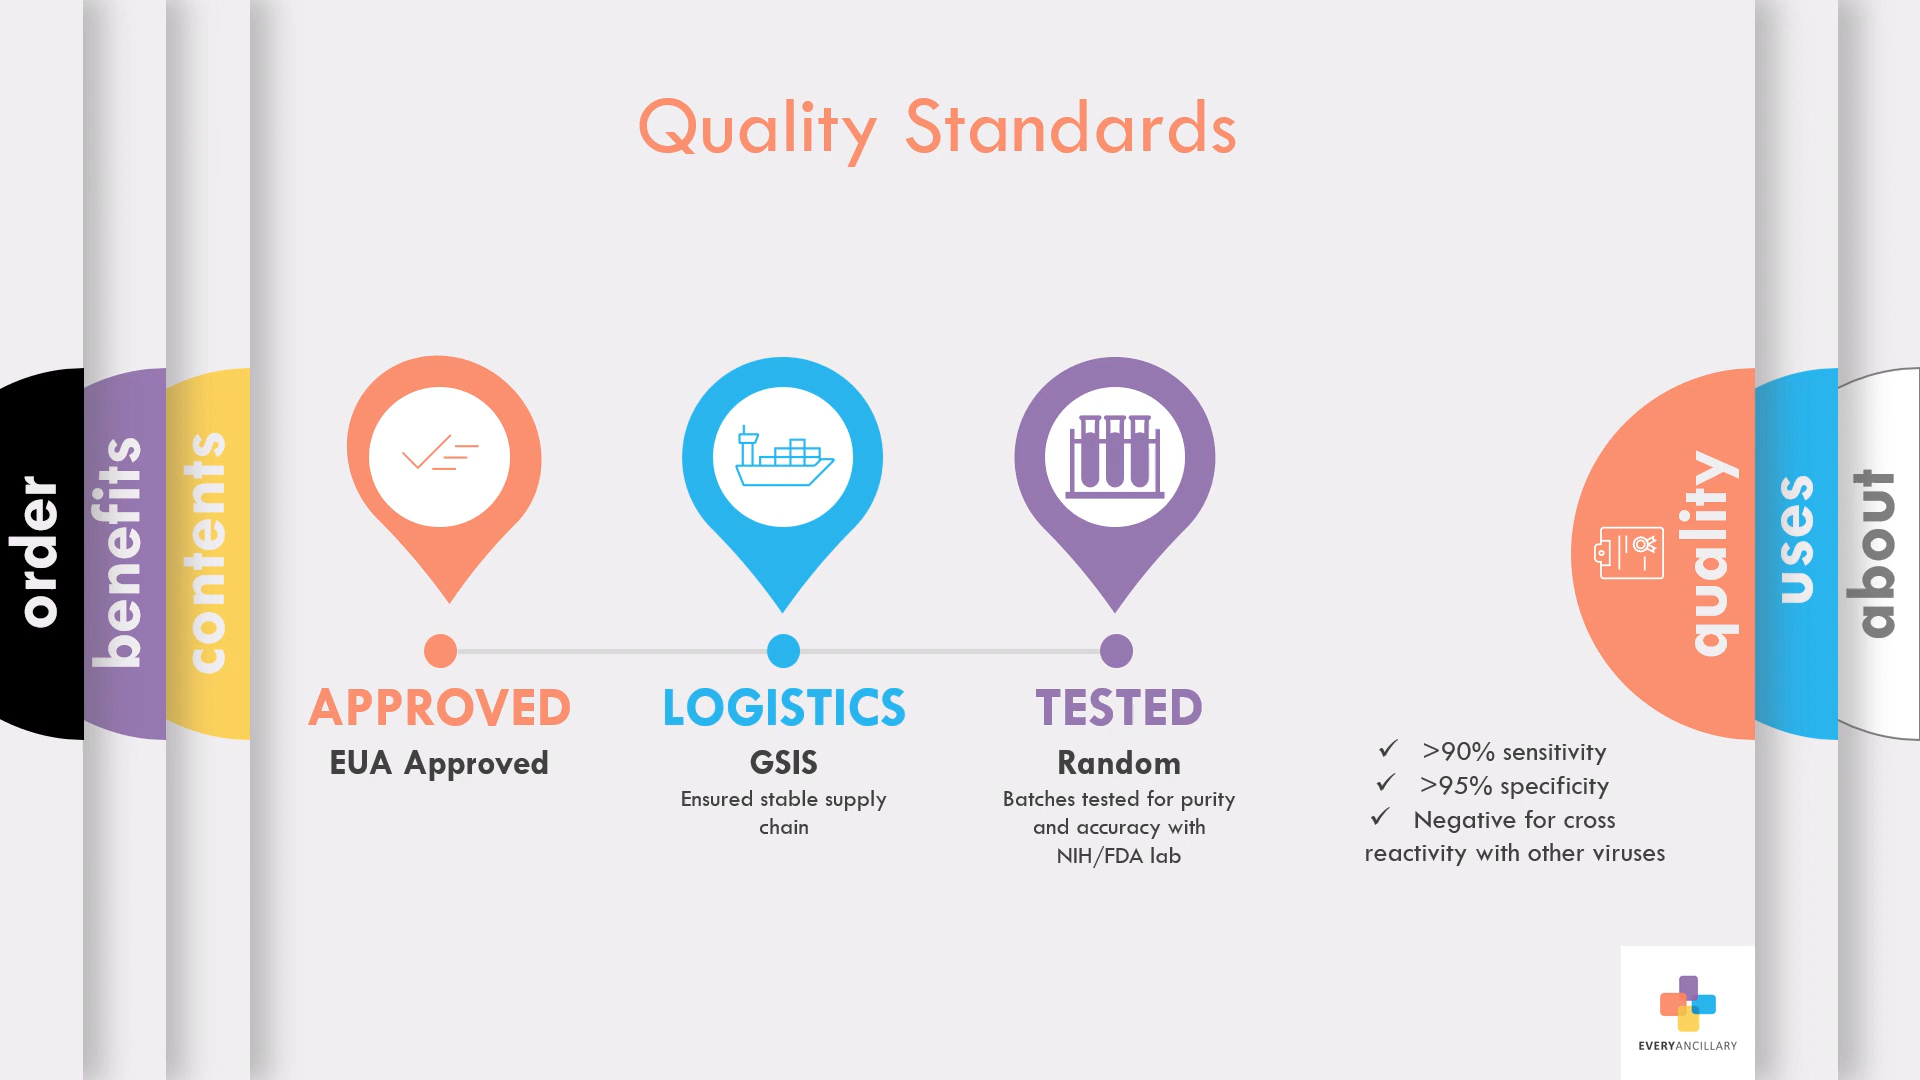 Quality Standards
order
benefits
contents
APPROVED
EUA Approved
LOGISTICS
GSIS
Ensured stable supply
chain
TESTED
Random
Batches tested for purity
and accuracy with
NIH/FDA lab
✓ >90% sensitivity
✓ >95% specificity
✓ Negative for cross
reactivity with other viruses
quality
uses
about
EVERYANCILLARY